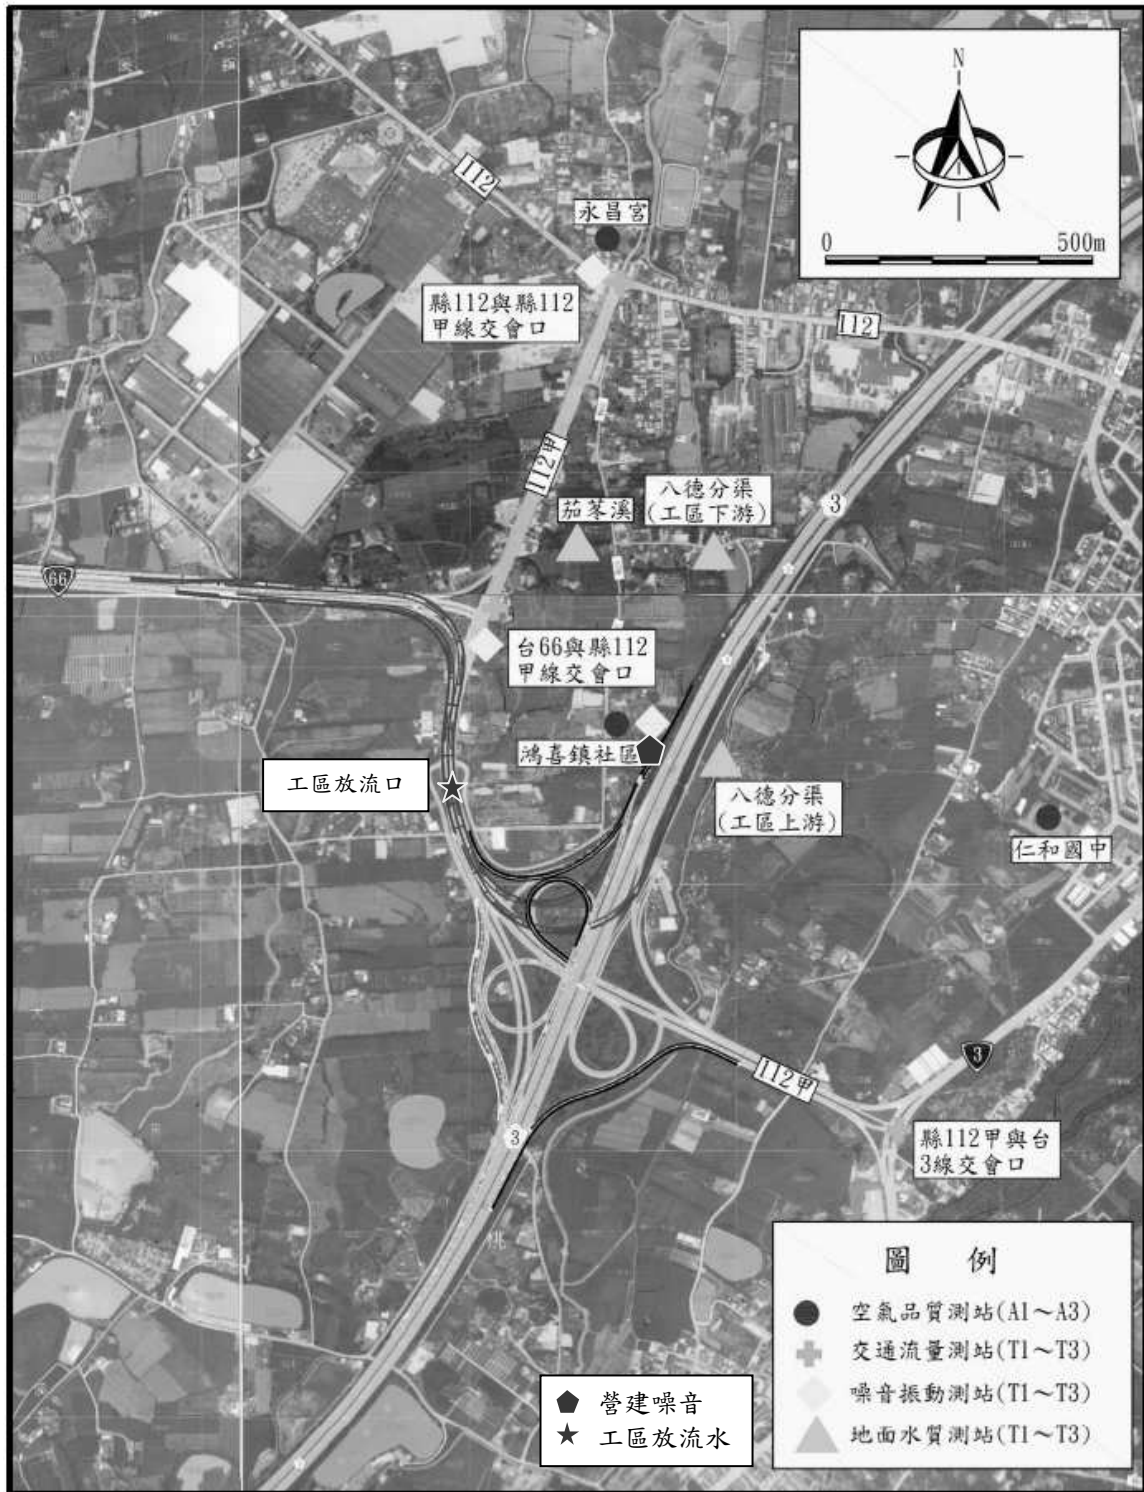 N
0 500m
112
永昌宮
縣112與縣112
甲線交會口
112
112甲
茄苳溪
八德分渠
(工區下游)
3
66
台66與縣112
甲線交會口
鴻喜鎮社區
工區放流口
八德分渠
(工區上游)
仁和國中
3
112甲
3
縣112甲與台
3線交會口
桃
圖 例
空氣品質測站(A1～A3)
交通流量測站(T1～T3)
噪音振動測站(T1～T3)
地面水質測站(T1～T3)
營建噪音
工區放流水